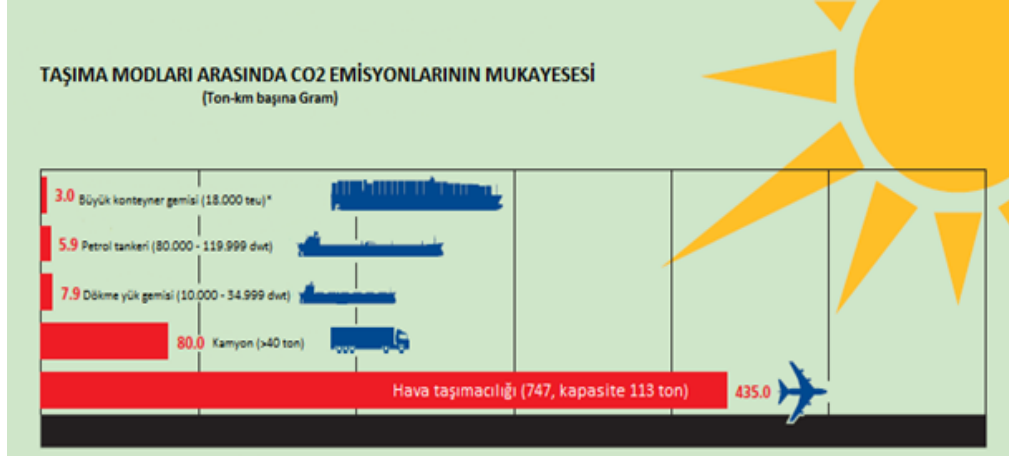 TAŞIMA MODLARI ARASINDA CO2 EMİSYONLARININ MUKAYESESİ
(Ton-km başına Gram)
3.0 Büyük konteyner gemisi (18.000 teu)*
5.9 Petrol tankeri (80.000 - 119.999 dwt)
7.9 Dökme yük gemisi (10.000 - 34.999 dwt)
80.0 Kamyon (>40 ton)
Hava taşımacılığı (747, kapasite 113 ton) 435.0